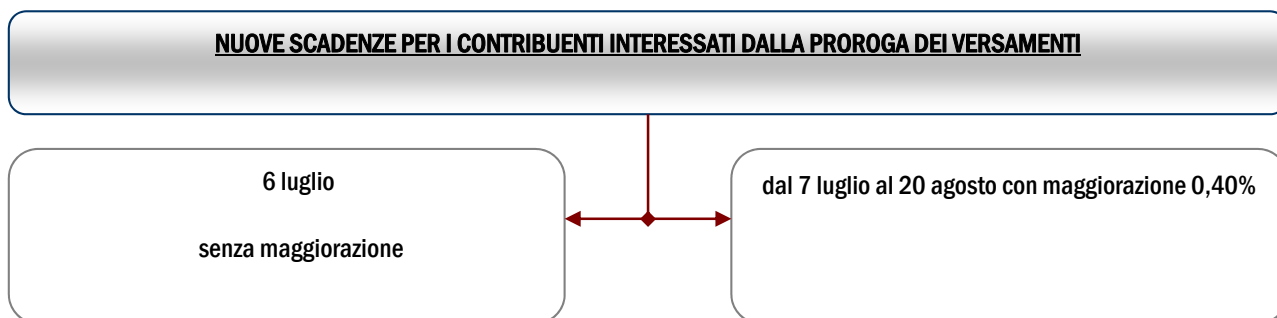 NUOVE SCADENZE PER I CONTRIBUENTI INTERESSATI DALLA PROROGA DEI VERSAMENTI
6 luglio
senza maggiorazione
dal 7 luglio al 20 agosto con maggiorazione 0,40%